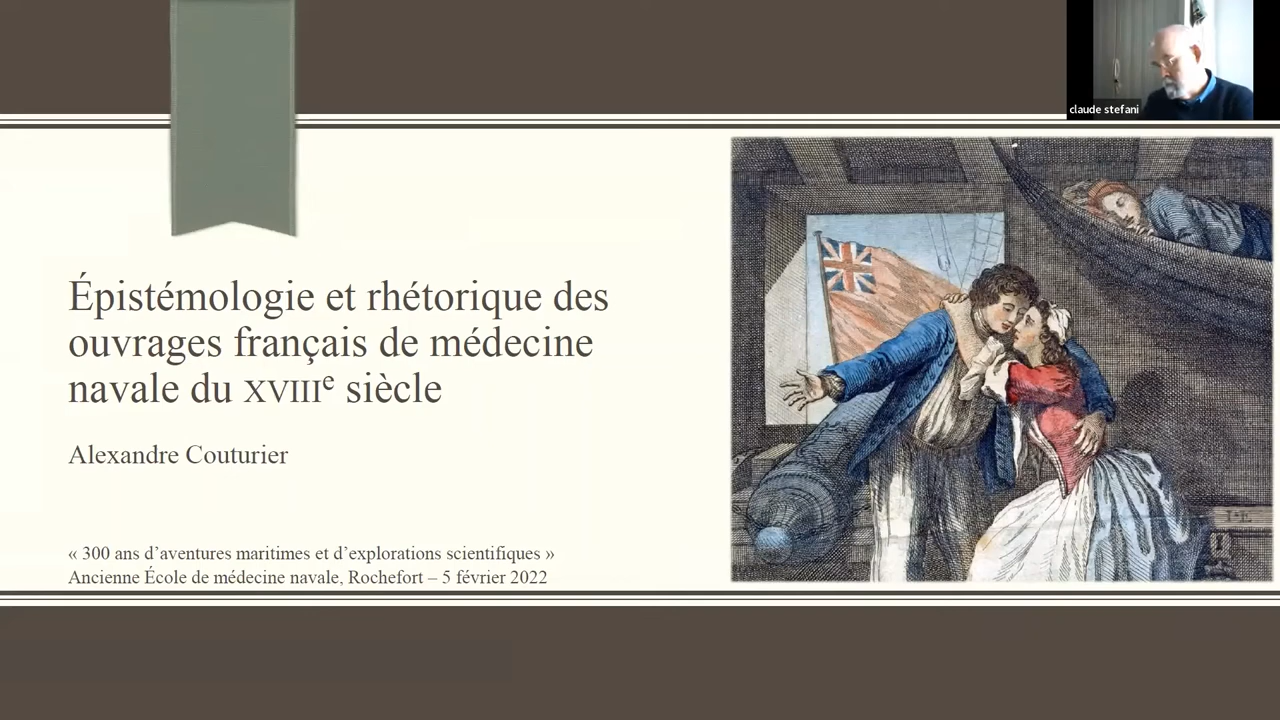 claude stefani
Épistémologie et rhétorique des
ouvrages français de médecine
navale du XVIIIe siècle
Alexandre Couturier
« 300 ans d’aventures maritimes et d’explorations scientifiques »
Ancienne École de médecine navale, Rochefort – 5 février 2022